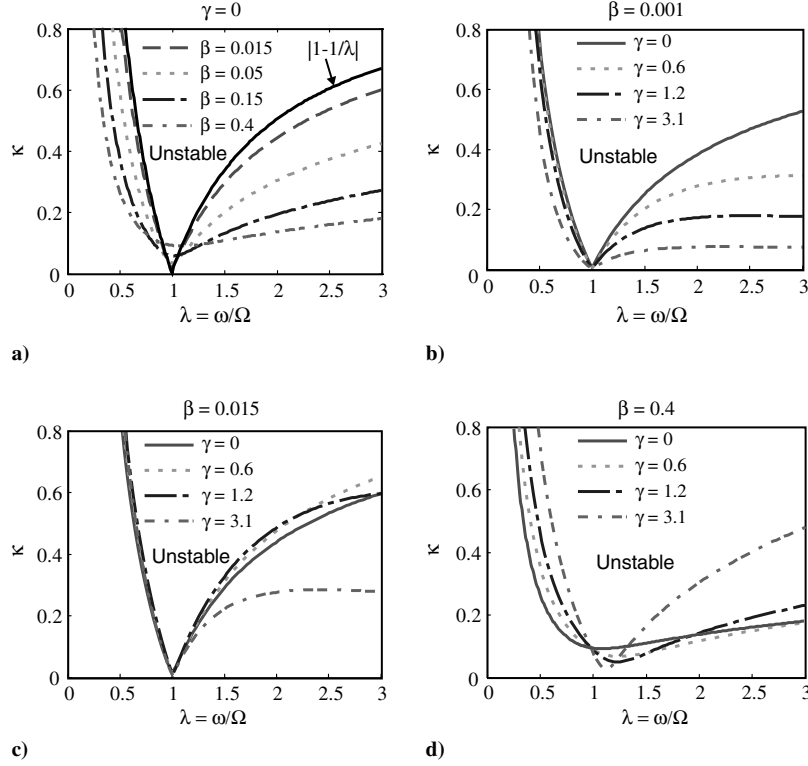 γ = 0
|1-1/λ|
β = 0.015
β = 0.05
β = 0.15
β = 0.4
Unstable
κ
0.8
0.6
0.4
0.2
0
0 0.5 1 1.5 2 2.5 3
λ = ω/Ω
a)
β = 0.001
γ = 0
γ = 0.6
γ = 1.2
γ = 3.1
Unstable
κ
0.8
0.6
0.4
0.2
0
0 0.5 1 1.5 2 2.5 3
λ = ω/Ω
b)
β = 0.015
γ = 0
γ = 0.6
γ = 1.2
γ = 3.1
Unstable
κ
0.8
0.6
0.4
0.2
0
0 0.5 1 1.5 2 2.5 3
λ = ω/Ω
c)
β = 0.4
γ = 0
γ = 0.6
γ = 1.2
γ = 3.1
Unstable
κ
0.8
0.6
0.4
0.2
0
0 0.5 1 1.5 2 2.5 3
λ = ω/Ω
d)